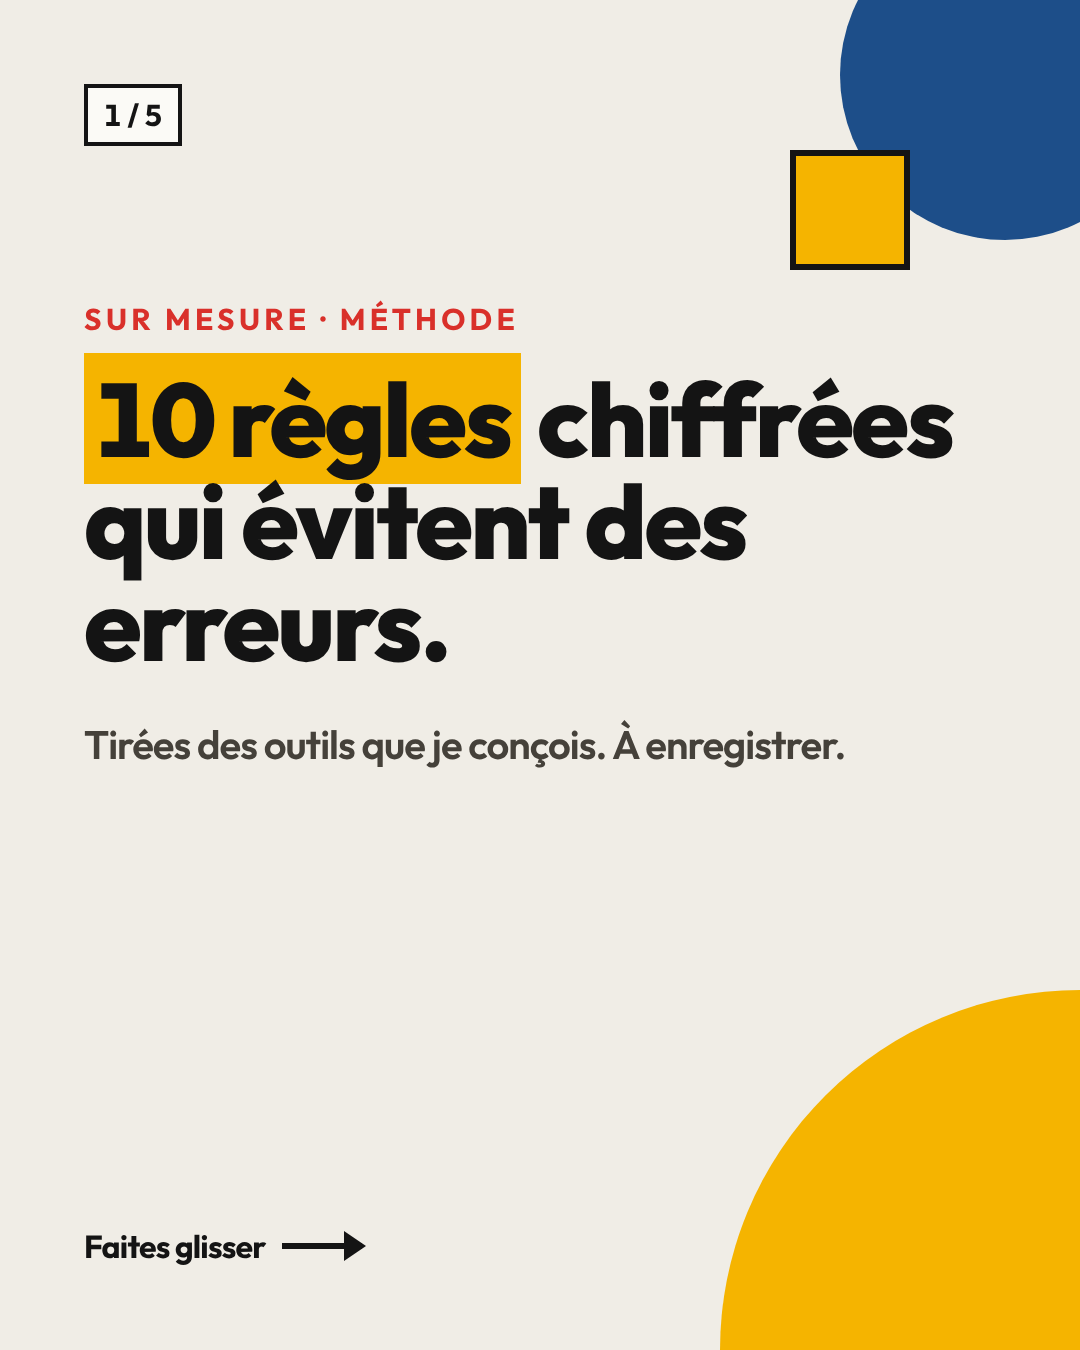 1 / 5
SUR MESURE · MÉTHODE
10 règles chiffrées
qui évitent des
erreurs.
Tirées des outils que je conçois. À enregistrer.
Faites glisser